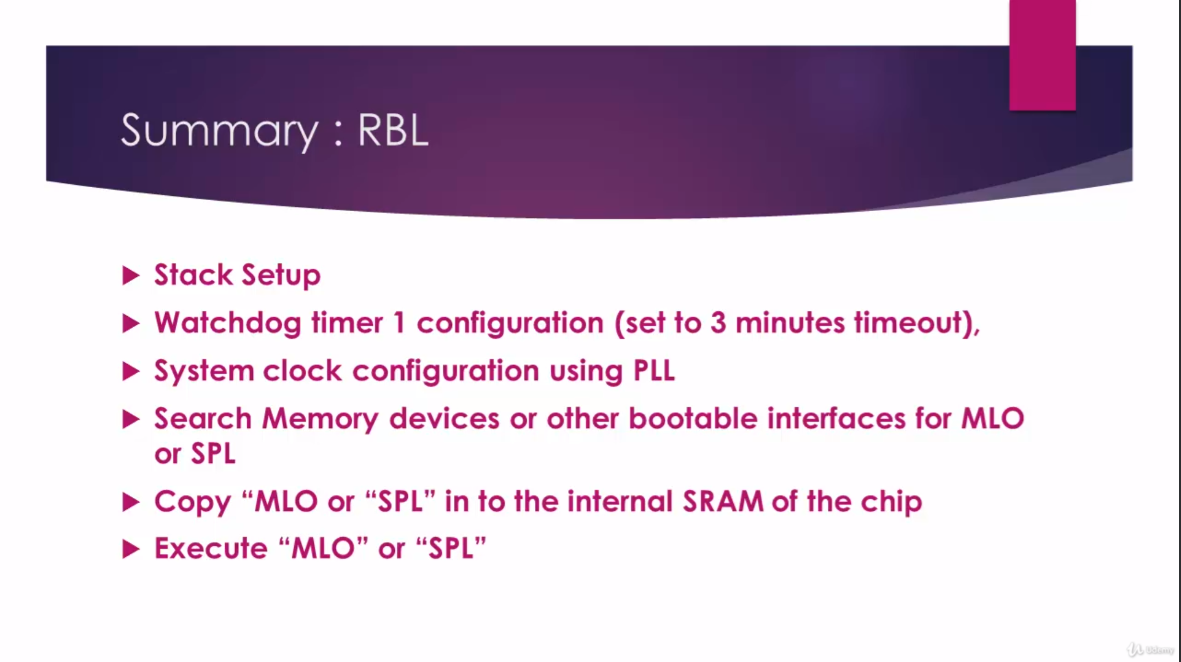 Summary : RBL
Stack Setup
Watchdog timer 1 configuration (set to 3 minutes timeout),
System clock configuration using PLL
Search Memory devices or other bootable interfaces for MLO
or SPL
Copy “MLO or “SPL” in to the internal SRAM of the chip
Execute “MLO” or “SPL”
Udemy